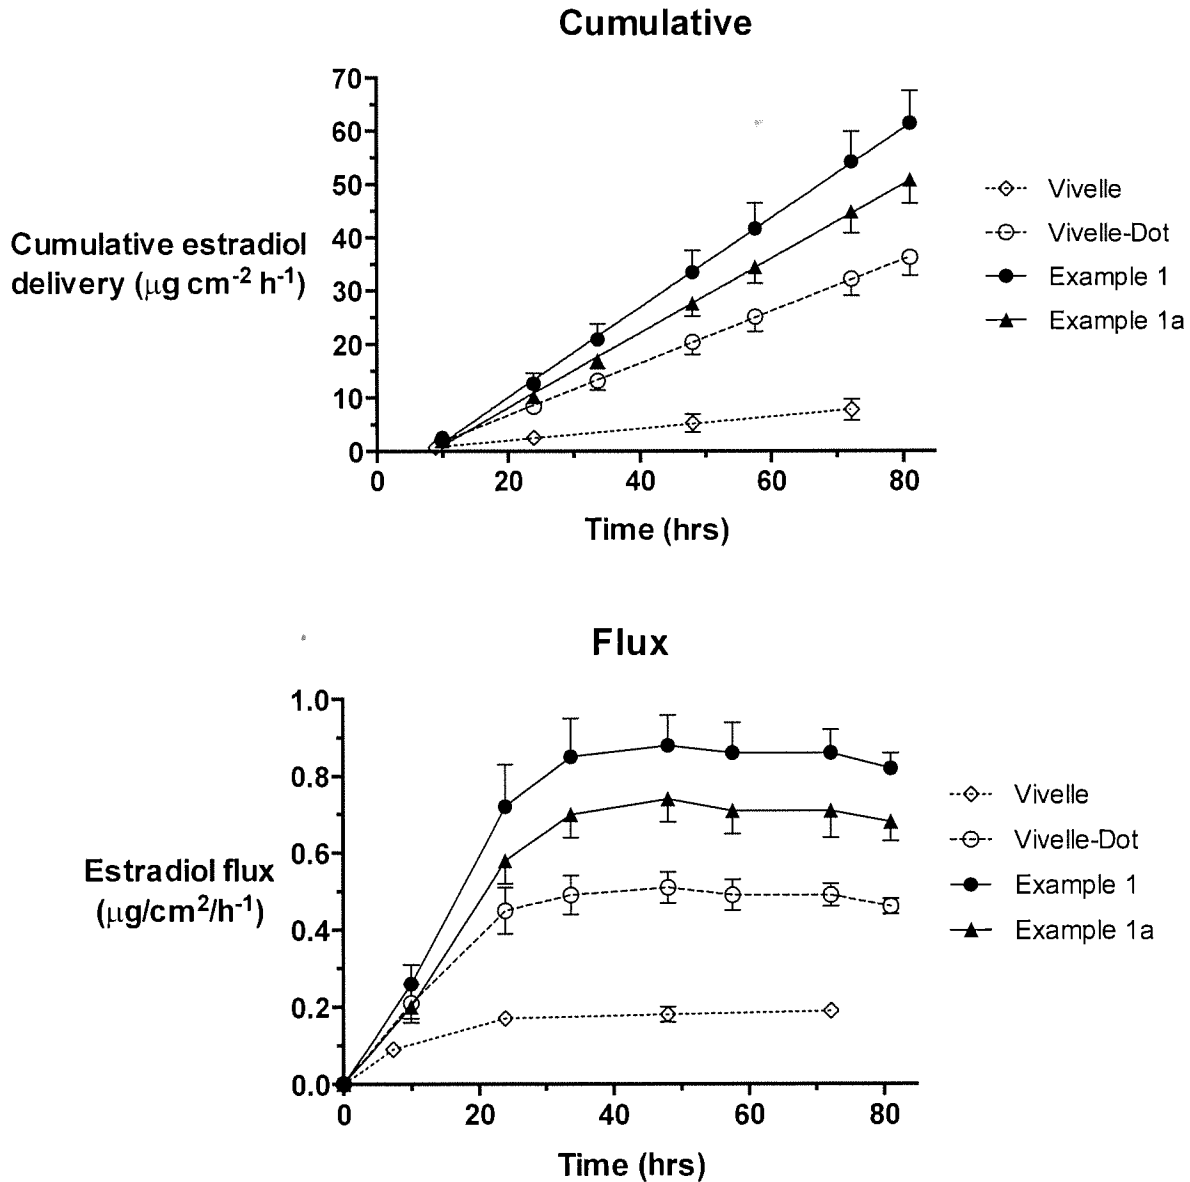 Cumulative
70
60
50
40
30
20
10
0
Cumulative estradiol
delivery (μg cm⁻² h⁻¹)
0 20 40 60 80
Time (hrs)
Vivelle
Vivelle-Dot
Example 1
Example 1a
Flux
1.0
0.8
0.6
0.4
0.2
0.0
Estradiol flux
(μg/cm²/h⁻¹)
0 20 40 60 80
Time (hrs)
Vivelle
Vivelle-Dot
Example 1
Example 1a